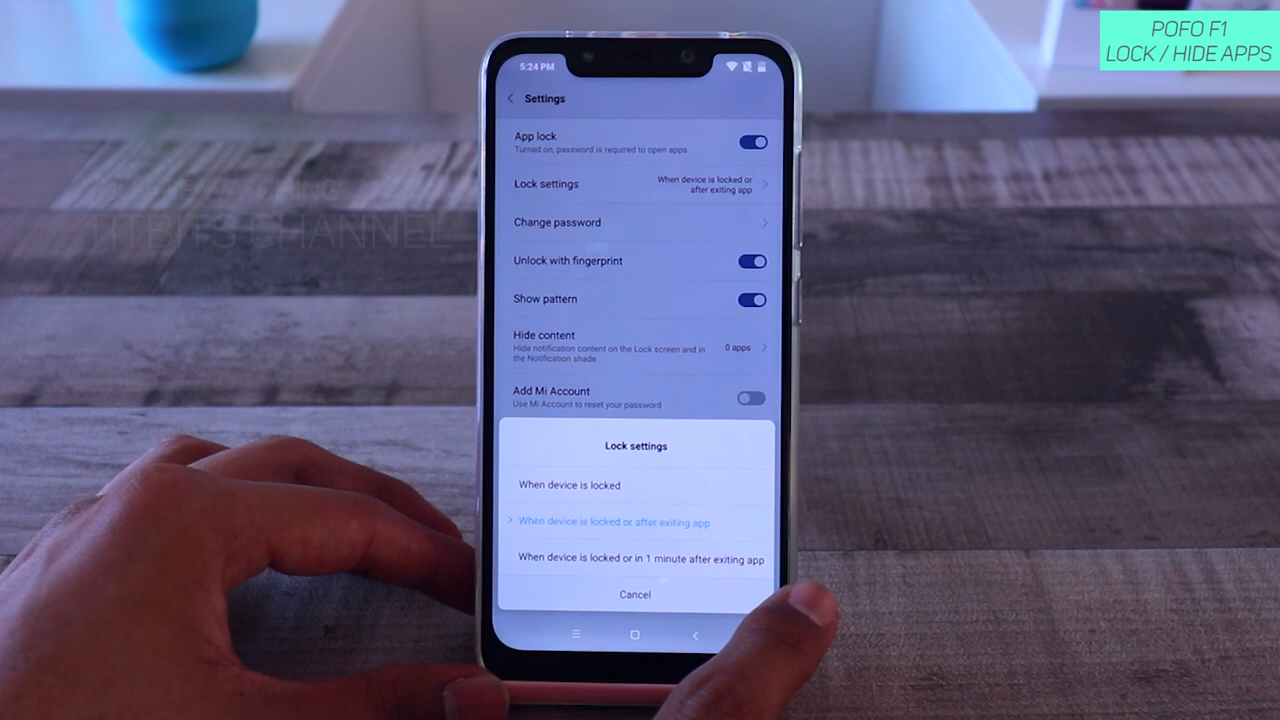 POFO F1
LOCK / HIDE APPS
5:24 PM
Settings
App lock
Turned on, password is required to open apps
Lock settings
When device is locked or
after exiting app
Change password
Unlock with fingerprint
Show pattern
Hide content
Hide notification content on the Lock screen and in
the Notification shade
0 apps
Add Mi Account
Use Mi Account to reset your password
Lock settings
When device is locked
When device is locked or after exiting app
When device is locked or in 1 minute after exiting app
Cancel
TITBITS CHANNEL